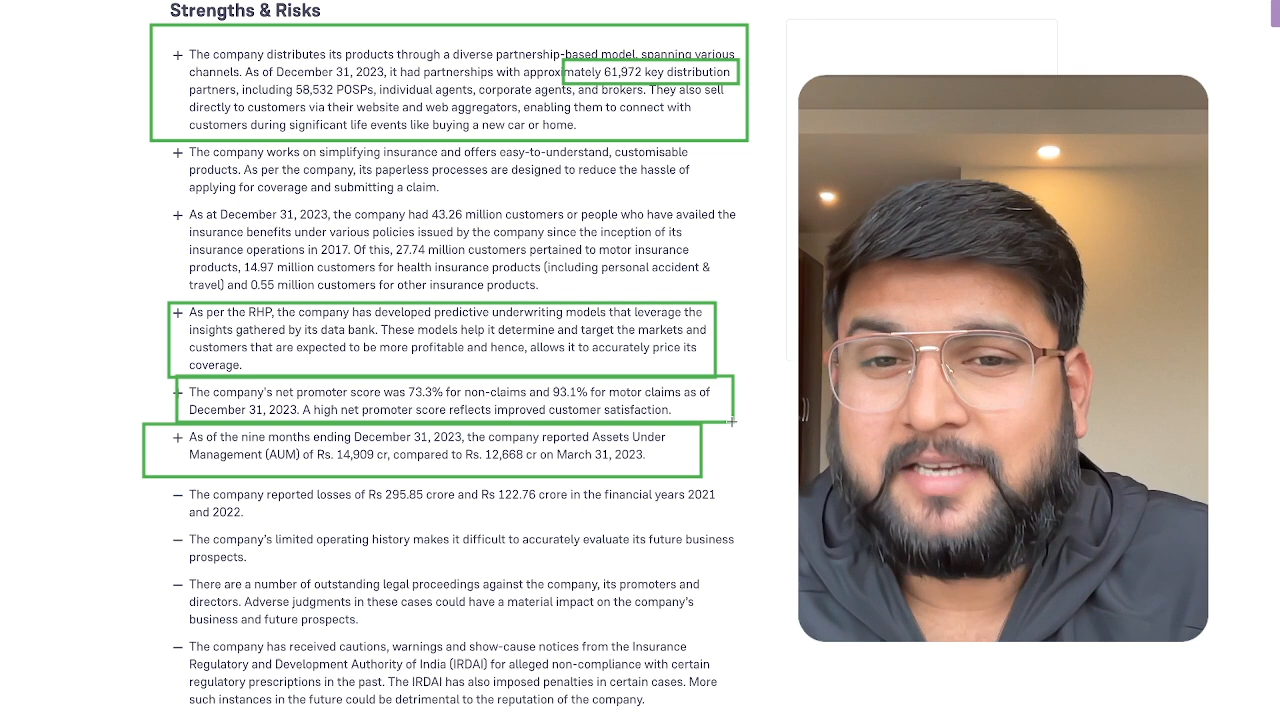 Strengths & Risks
+ The company distributes its products through a diverse partnership-based model, spanning various
channels. As of December 31, 2023, it had partnerships with approximately 61,972 key distribution
partners, including 58,532 POSPs, individual agents, corporate agents, and brokers. They also sell
directly to customers via their website and web aggregators, enabling them to connect with
customers during significant life events like buying a new car or home.
+ The company works on simplifying insurance and offers easy-to-understand, customisable
products. As per the company, its paperless processes are designed to reduce the hassle of
applying for coverage and submitting a claim.
+ As at December 31, 2023, the company had 43.26 million customers or people who have availed the
insurance benefits under various policies issued by the company since the inception of its
insurance operations in 2017. Of this, 27.74 million customers pertained to motor insurance
products, 14.97 million customers for health insurance products (including personal accident &
travel) and 0.55 million customers for other insurance products.
+ As per the RHP, the company has developed predictive underwriting models that leverage the
insights gathered by its data bank. These models help it determine and target the markets and
customers that are expected to be more profitable and hence, allows it to accurately price its
coverage.
+ The company's net promoter score was 73.3% for non-claims and 93.1% for motor claims as of
December 31, 2023. A high net promoter score reflects improved customer satisfaction.
+ As of the nine months ending December 31, 2023, the company reported Assets Under
Management (AUM) of Rs. 14,909 cr, compared to Rs. 12,668 cr on March 31, 2023.
– The company reported losses of Rs 295.85 crore and Rs 122.76 crore in the financial years 2021
and 2022.
– The company's limited operating history makes it difficult to accurately evaluate its future business
prospects.
– There are a number of outstanding legal proceedings against the company, its promoters and
directors. Adverse judgments in these cases could have a material impact on the company's
business and future prospects.
– The company has received cautions, warnings and show-cause notices from the Insurance
Regulatory and Development Authority of India (IRDAI) for alleged non-compliance with certain
regulatory prescriptions in the past. The IRDAI has also imposed penalties in certain cases. More
such instances in the future could be detrimental to the reputation of the company.